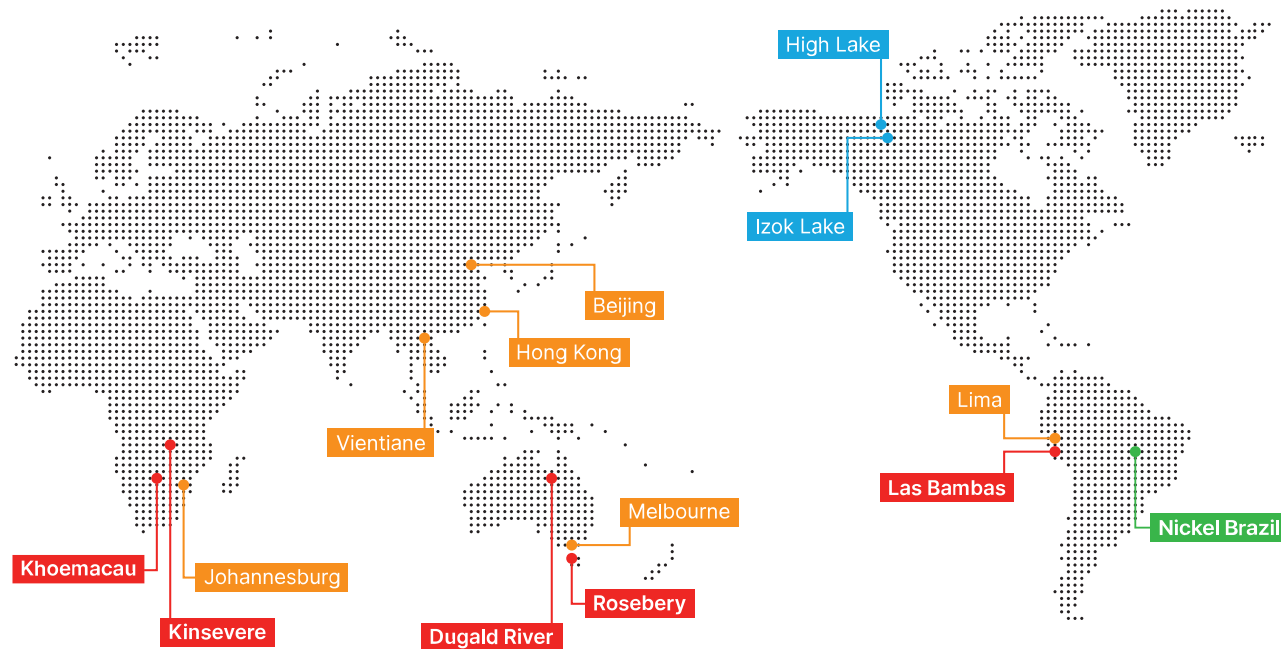 High Lake
Izok Lake
Beijing
Hong Kong
Lima
Vientiane
Las Bambas
Melbourne
Nickel Brazil
Khoemacau
Johannesburg
Rosebery
Kinsevere
Dugald River